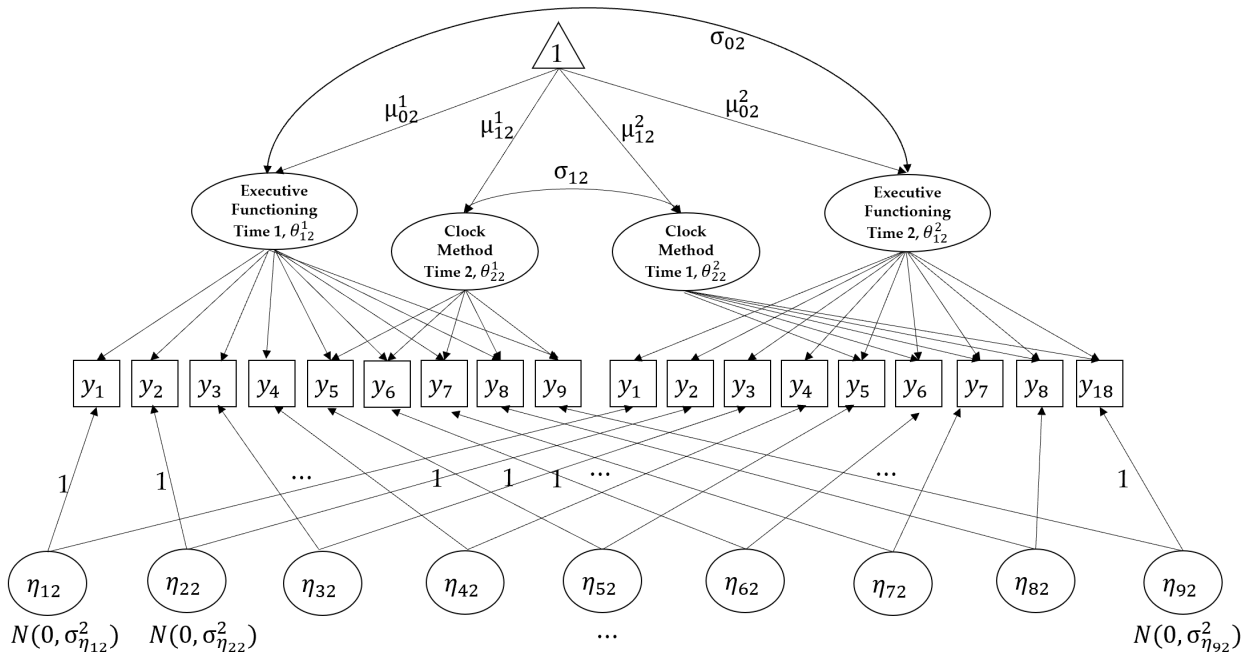 σ₀₂
1
μ¹₀₂
μ¹₁₂
μ²₁₂
μ²₀₂
σ₁₂
Executive
Functioning
Time 1, θ¹₁₂
Clock
Method
Time 2, θ¹₂₂
Clock
Method
Time 1, θ²₂₂
Executive
Functioning
Time 2, θ²₁₂
y₁ y₂ y₃ y₄ y₅ y₆ y₇ y₈ y₉ y₁ y₂ y₃ y₄ y₅ y₆ y₇ y₈ y₁₈
1 1 ... 1 1 ... 1 ... 1
η₁₂ η₂₂ η₃₂ η₄₂ η₅₂ η₆₂ η₇₂ η₈₂ η₉₂
N(0, σ²_η₁₂) N(0, σ²_η₂₂) ... N(0, σ²_η₉₂)